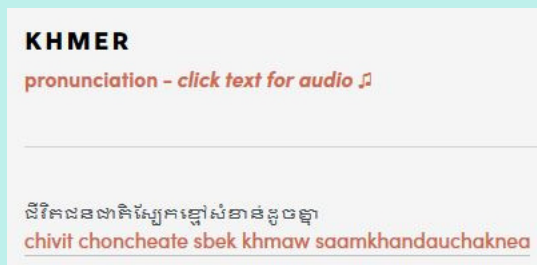 KHMER
pronunciation - click text for audio ♫
ជីវិតជនជាតិស្បែកខ្មៅសំខាន់ដូចគ្នា
chivit choncheate sbek khmaw saamkhandauchaknea